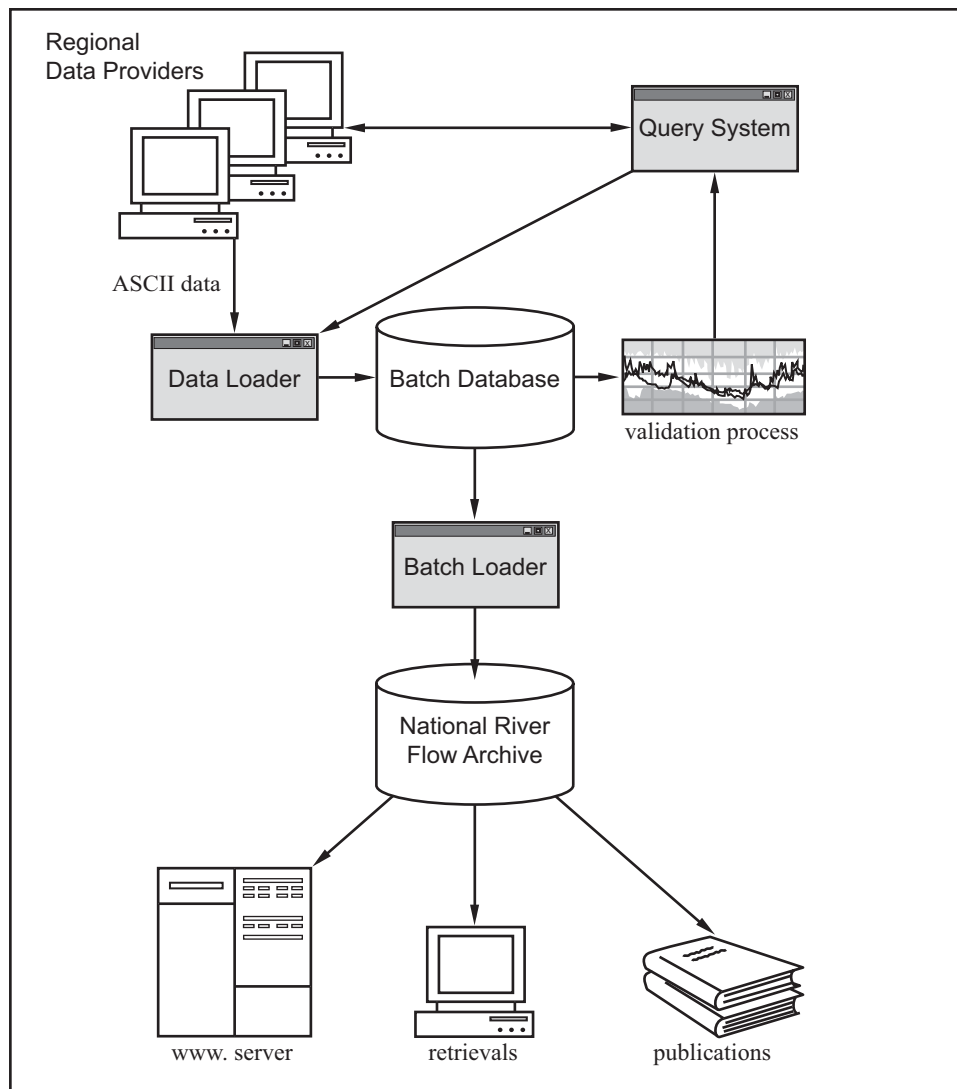 Regional
Data Providers
Query System
ASCII data
Data Loader
Batch Database
validation process
Batch Loader
National River
Flow Archive
www. server
retrievals
publications